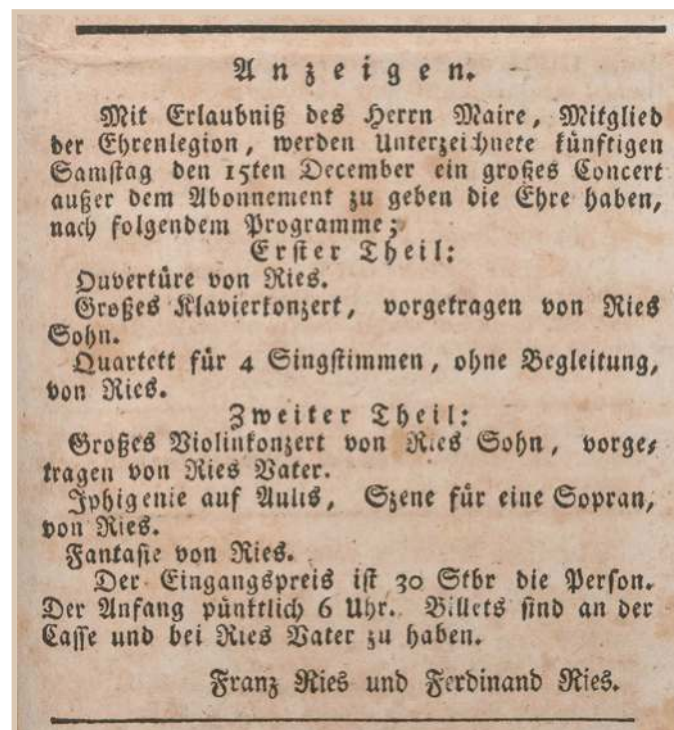 Anzeigen.
Mit Erlaubniß des Herrn Maire, Mitglied
der Ehrenlegion, werden Unterzeichnete künftigen
Samstag den 15ten December ein großes Concert
außer dem Abonnement zu geben die Ehre haben,
nach folgendem Programme;
Erster Theil:
Ouvertüre von Ries.
Großes Klavierkonzert, vorgetragen von Ries
Sohn.
Quartett für 4 Singstimmen, ohne Begleitung,
von Ries.
Zweiter Theil:
Großes Violinkonzert von Ries Sohn, vorge-
tragen von Ries Vater.
Iphigenie auf Aulis, Szene für eine Sopran,
von Ries.
Fantasie von Ries.
Der Eingangspreis ist 30 Stbr die Person.
Der Anfang pünktlich 6 Uhr. Billets sind an der
Casse und bei Ries Vater zu haben.
Franz Ries und Ferdinand Ries.